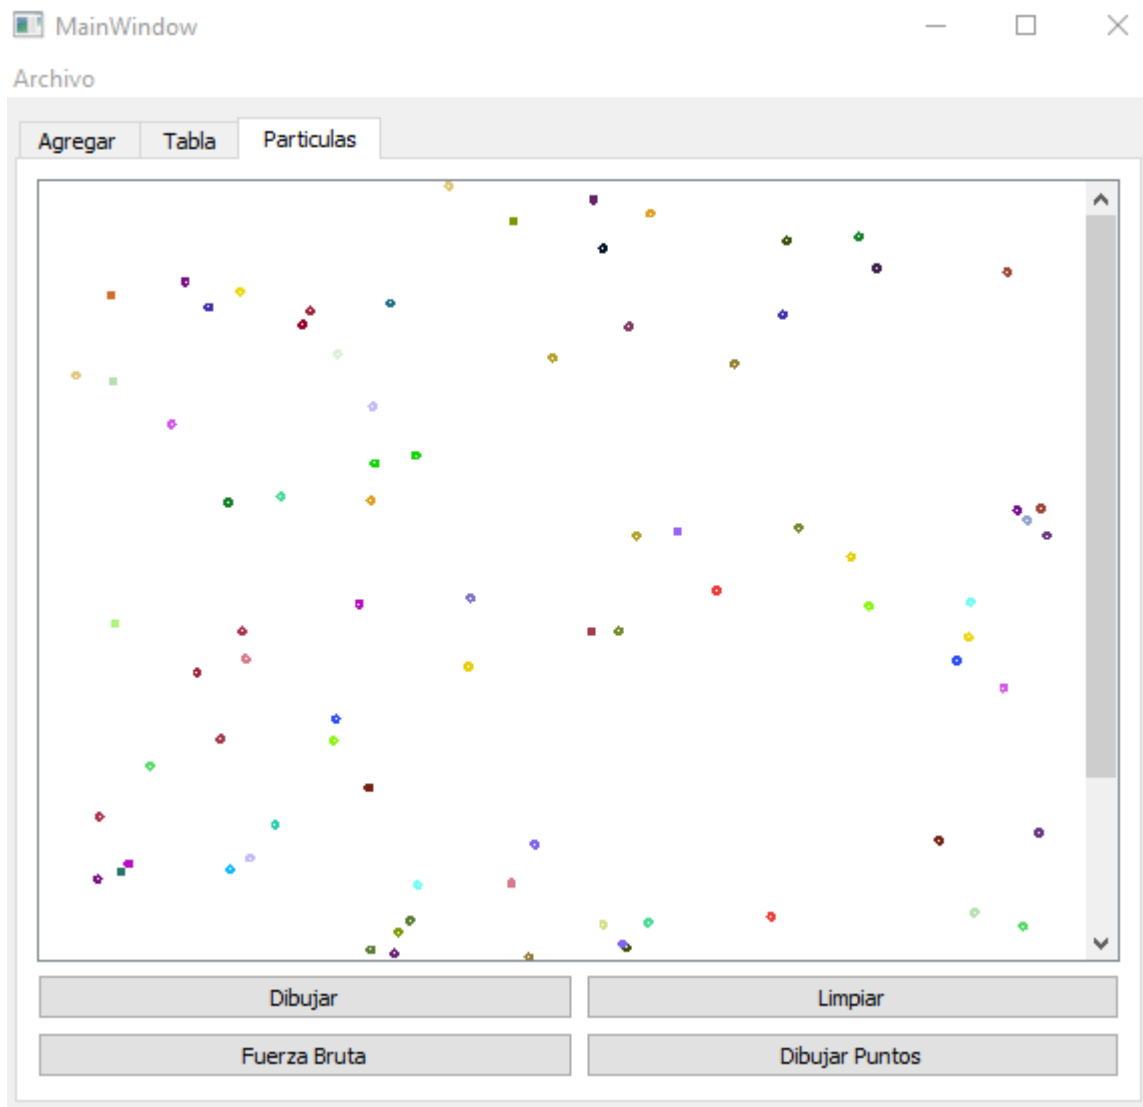 MainWindow
Archivo
Agregar Tabla Particulas
Dibujar Limpiar
Fuerza Bruta Dibujar Puntos